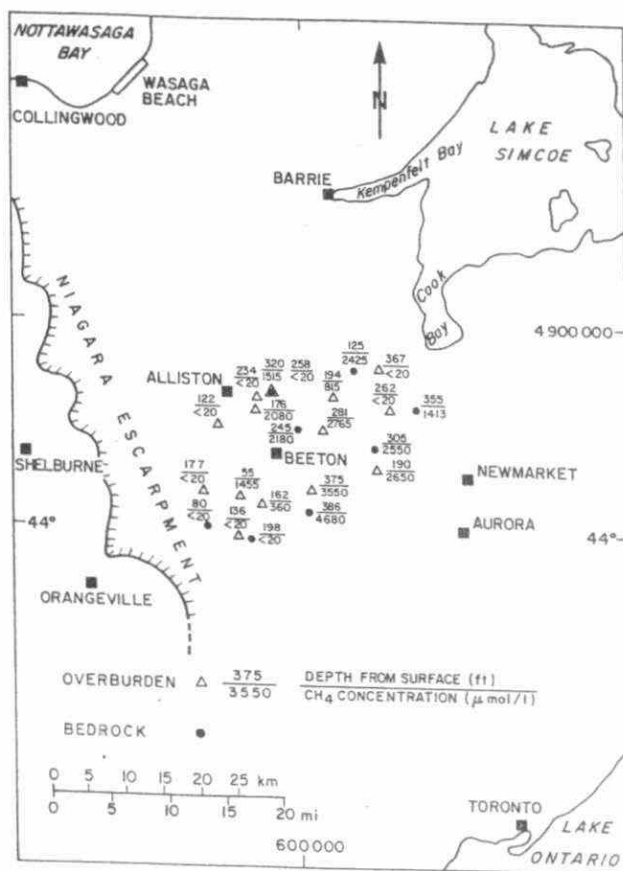 NOTTAWASAGA
BAY
WASAGA
BEACH
COLLINGWOOD
N
LAKE
SIMCOE
BARRIE
Kempenfelt Bay
Cook
Bay
NIAGARA ESCARPMENT
4 900 000
125
2425
367
<20
234
<20
320
1515
258
<20
ALLISTON
194
815
262
<20
355
1413
122
<20
176
2080
245
2180
281
2765
305
2550
BEETON
SHELBURNE
190
2650
NEWMARKET
177
<20
55
1455
162
360
375
3550
80
<20
136
<20
198
<20
386
4680
44°
AURORA
44°
ORANGEVILLE
OVERBURDEN
375
3550
DEPTH FROM SURFACE (ft)
CH4 CONCENTRATION (μ mol/l)
BEDROCK
0 5 10 15 20 25 km
0 5 10 15 20 mi
TORONTO
LAKE
ONTARIO
600000